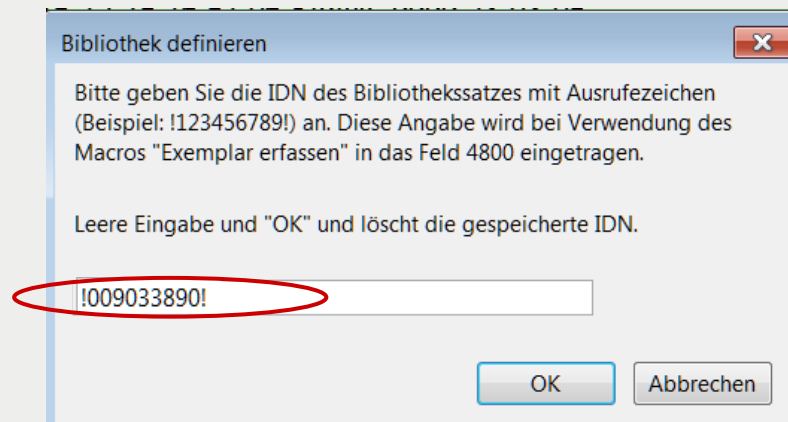 Bibliothek definieren
Bitte geben Sie die IDN des Bibliothekssatzes mit Ausrufezeichen
(Beispiel: !123456789!) an. Diese Angabe wird bei Verwendung des
Macros "Exemplar erfassen" in das Feld 4800 eingetragen.
Leere Eingabe und "OK" und löscht die gespeicherte IDN.
!009033890!
OK
Abbrechen